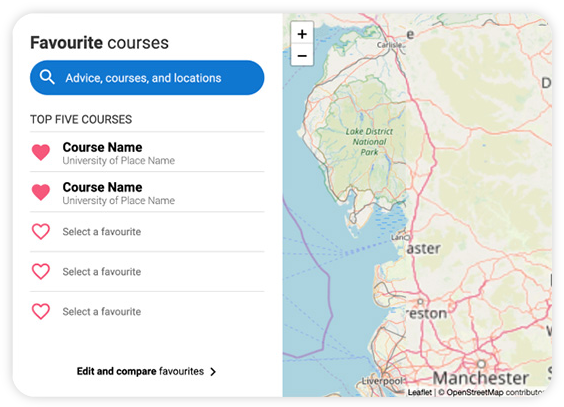 Favourite courses
Advice, courses, and locations
TOP FIVE COURSES
Course Name
University of Place Name
Course Name
University of Place Name
Select a favourite
Select a favourite
Select a favourite
Edit and compare favourites
+
−
Carlisle
e
D
Lake District
National
Park
Lanc
aster
reston
Manchester
Liverpool
Leaflet | © OpenStreetMap contributor